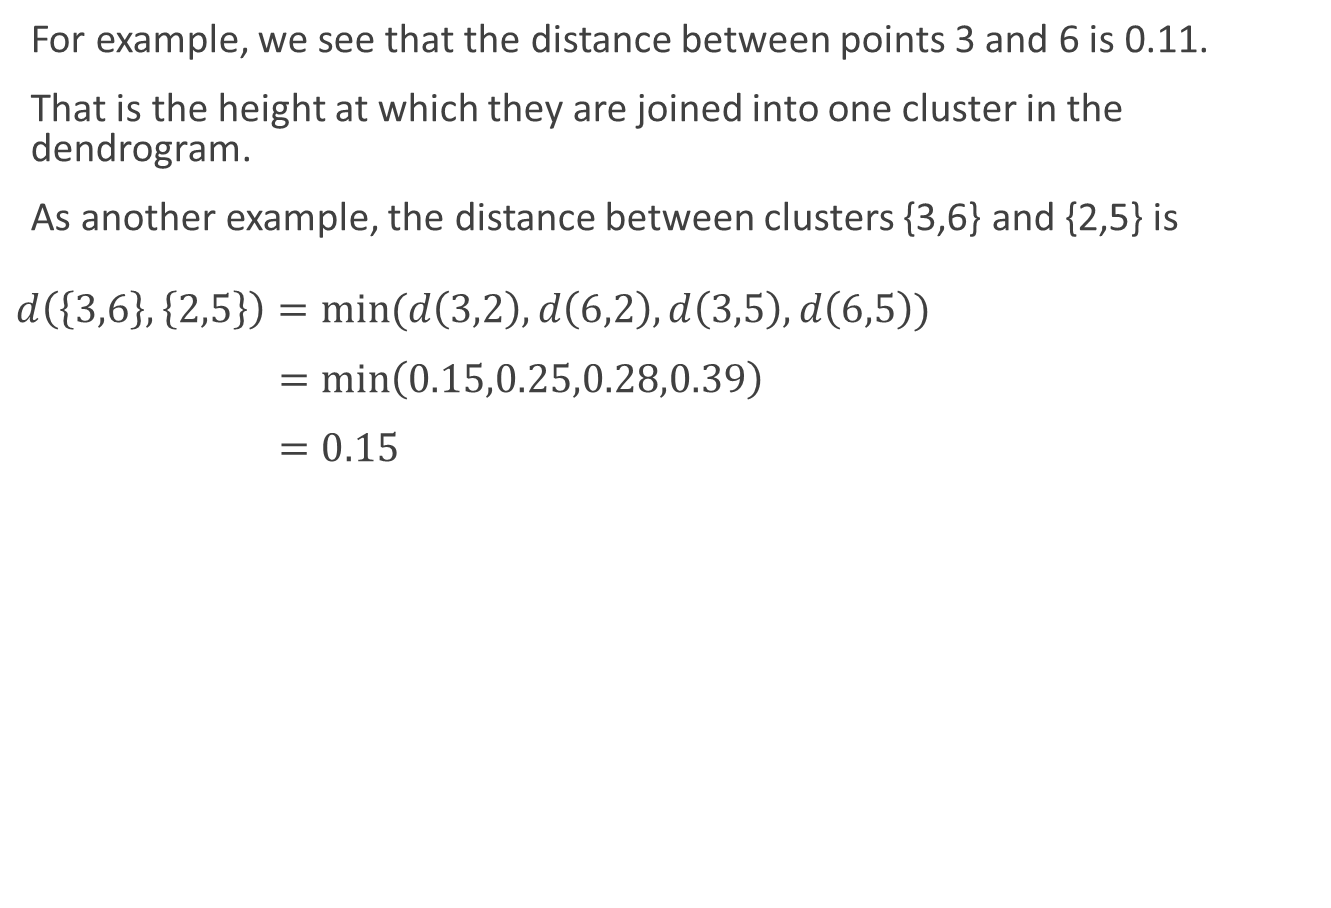 For example, we see that the distance between points 3 and 6 is 0.11.
That is the height at which they are joined into one cluster in the
dendrogram.
As another example, the distance between clusters {3,6} and {2,5} is
𝑑({3,6}, {2,5}) = min(𝑑(3,2), 𝑑(6,2), 𝑑(3,5), 𝑑(6,5))
= min(0.15,0.25,0.28,0.39)
= 0.15